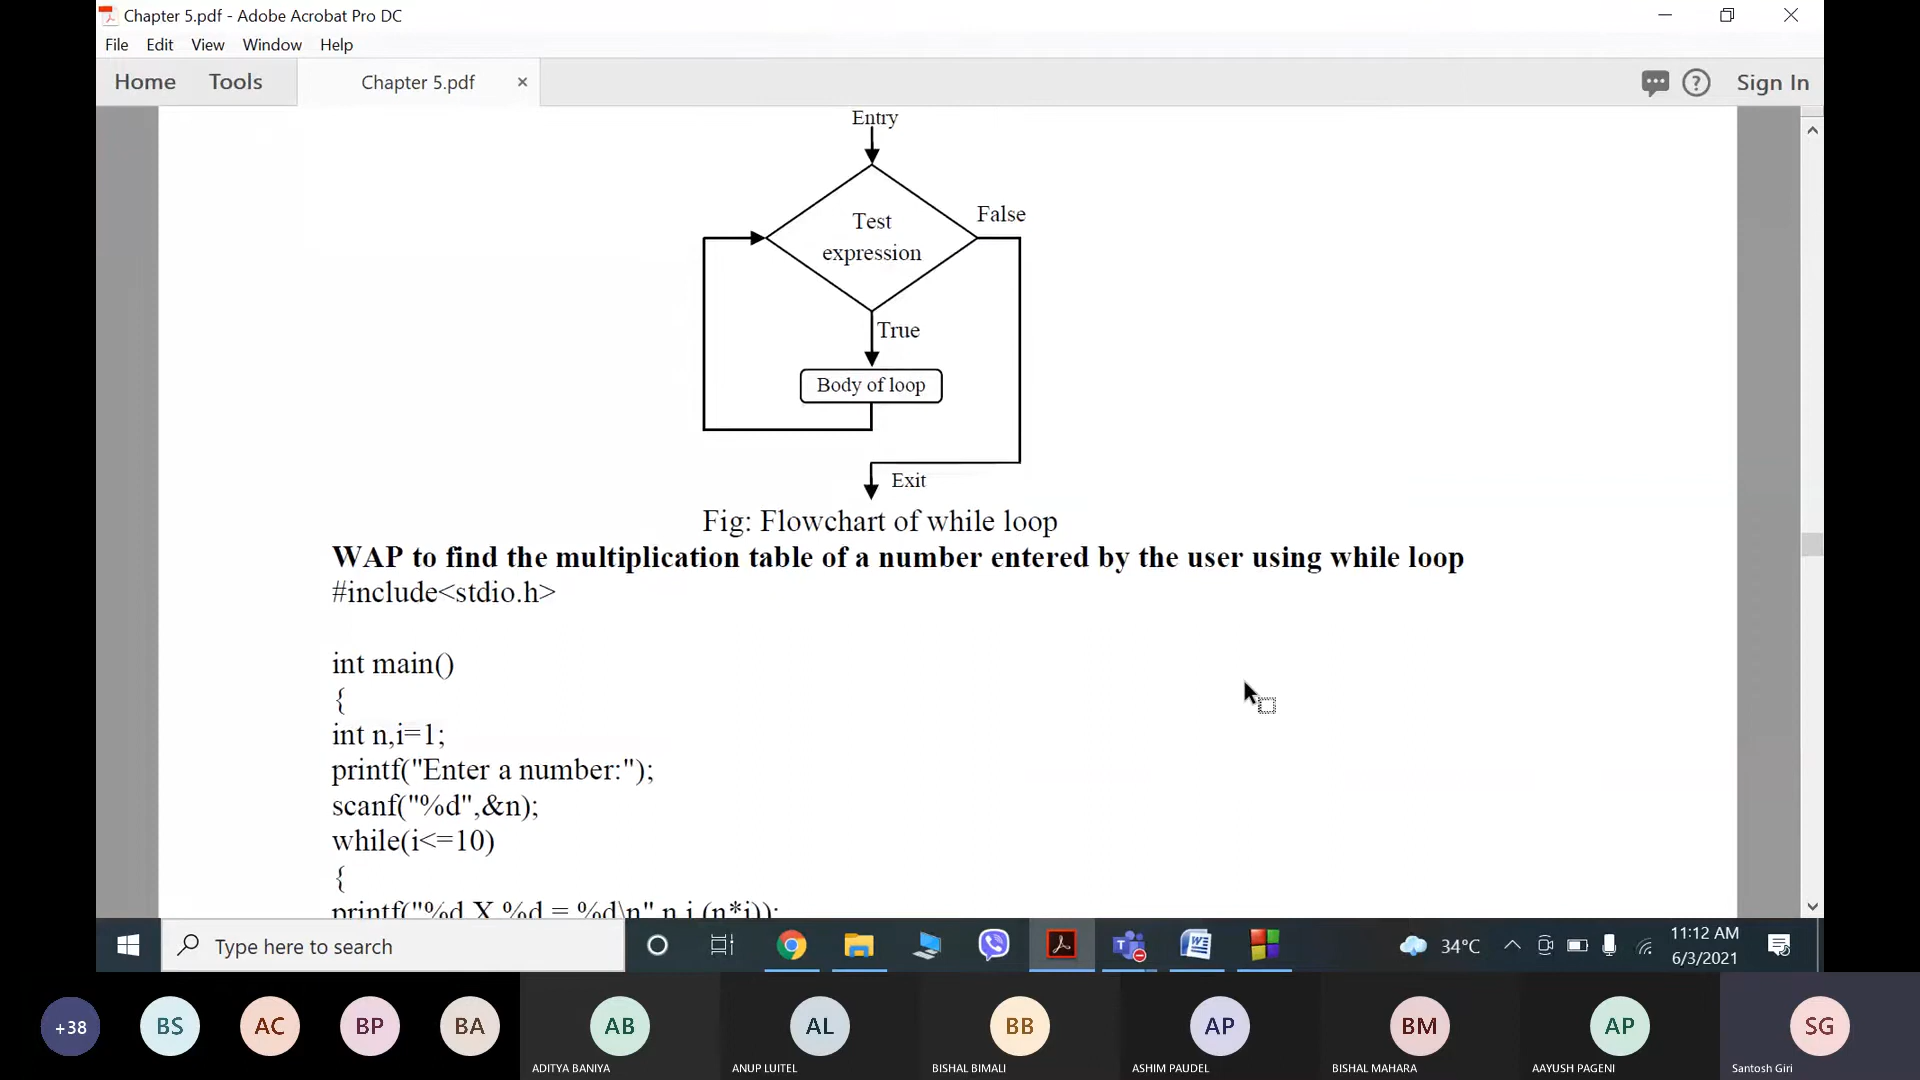 Chapter 5.pdf - Adobe Acrobat Pro DC
File Edit View Window Help
Home Tools Chapter 5.pdf × ? Sign In
Entry
Test
expression
False
True
Body of loop
Exit
Fig: Flowchart of while loop
WAP to find the multiplication table of a number entered by the user using while loop
#include<stdio.h>
int main()
{
int n,i=1;
printf("Enter a number:");
scanf("%d",&n);
while(i<=10)
{
printf("%d X %d = %d\n",n,i,(n*i));
Type here to search
34°C
11:12 AM
6/3/2021
+38 BS AC BP BA AB AL BB AP BM AP SG
ADITYA BANIYA ANUP LUITEL BISHAL BIMALI ASHIM PAUDEL BISHAL MAHARA AAYUSH PAGENI Santosh Giri